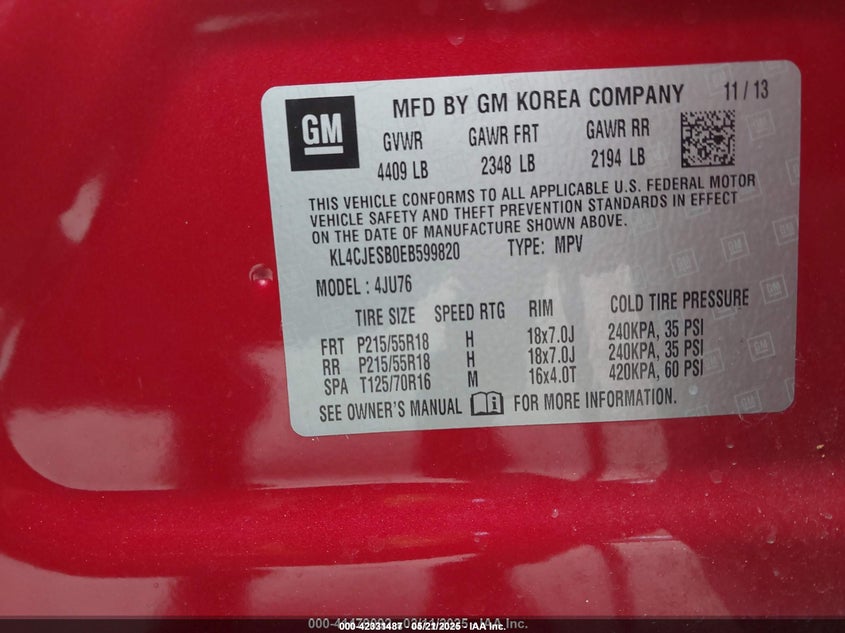 GM
MFD BY GM KOREA COMPANY 11 / 13
GVWR GAWR FRT GAWR RR
4409 LB 2348 LB 2194 LB
THIS VEHICLE CONFORMS TO ALL APPLICABLE U.S. FEDERAL MOTOR
VEHICLE SAFETY AND THEFT PREVENTION STANDARDS IN EFFECT
ON THE DATE OF MANUFACTURE SHOWN ABOVE.
KL4CJESB0EB599820 TYPE: MPV
MODEL : 4JU76
TIRE SIZE SPEED RTG RIM COLD TIRE PRESSURE
FRT P215/55R18 H 18x7.0J 240KPA, 35 PSI
RR P215/55R18 H 18x7.0J 240KPA, 35 PSI
SPA T125/70R16 M 16x4.0T 420KPA, 60 PSI
SEE OWNER'S MANUAL FOR MORE INFORMATION.
IAA Inc.